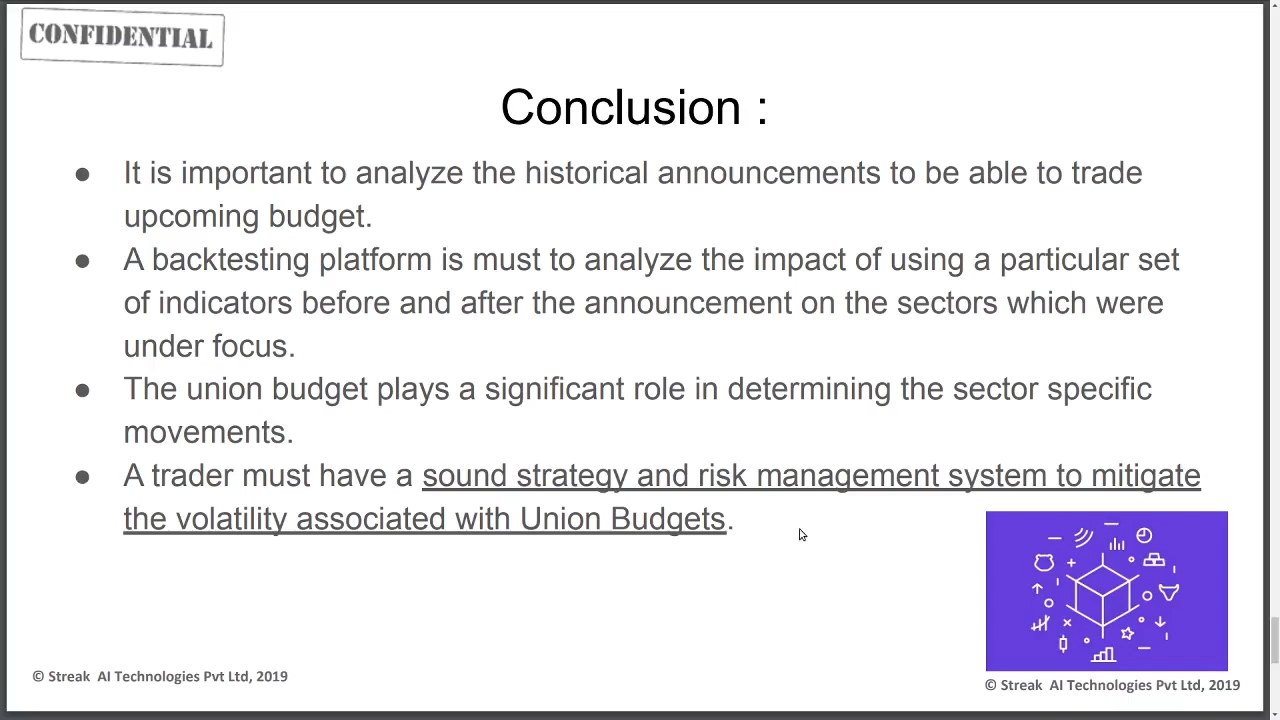 CONFIDENTIAL
Conclusion :
● It is important to analyze the historical announcements to be able to trade
upcoming budget.
● A backtesting platform is must to analyze the impact of using a particular set
of indicators before and after the announcement on the sectors which were
under focus.
● The union budget plays a significant role in determining the sector specific
movements.
● A trader must have a sound strategy and risk management system to mitigate
the volatility associated with Union Budgets.
© Streak AI Technologies Pvt Ltd, 2019
© Streak AI Technologies Pvt Ltd, 2019